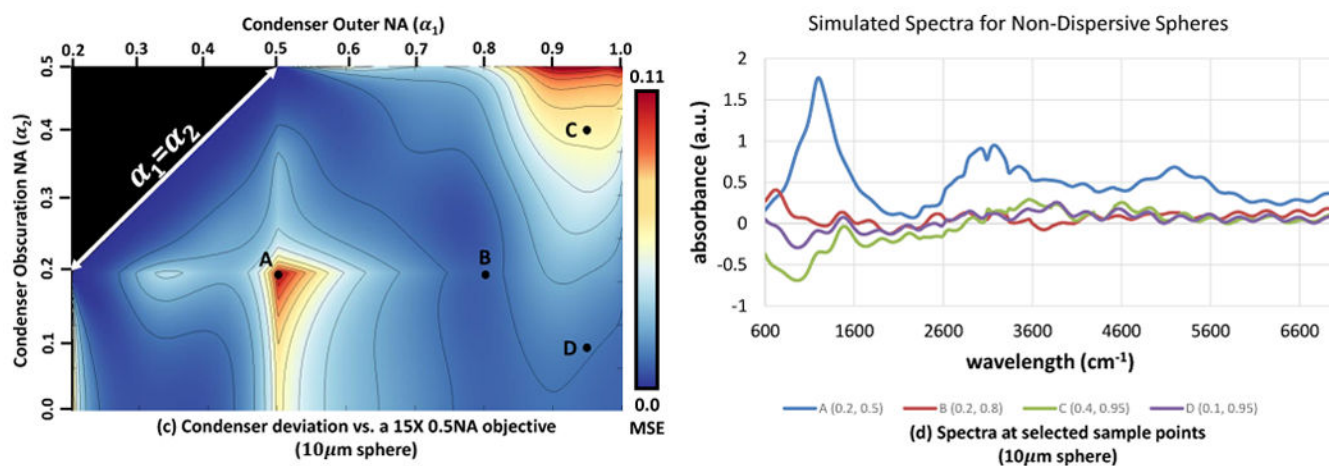 Condenser Outer NA (α₁)
0.2 0.3 0.4 0.5 0.6 0.7 0.8 0.9 1.0
Condenser Obscuration NA (α₂)
0.5
0.4
0.3
0.2
0.1
0.0
α₁=α₂
A
B
C
D
0.11
0.0
MSE
(c) Condenser deviation vs. a 15X 0.5NA objective
(10μm sphere)
Simulated Spectra for Non-Dispersive Spheres
absorbance (a.u.)
2
1.5
1
0.5
0
-0.5
-1
600 1600 2600 3600 4600 5600 6600
wavelength (cm⁻¹)
A (0.2, 0.5) B (0.2, 0.8) C (0.4, 0.95) D (0.1, 0.95)
(d) Spectra at selected sample points
(10μm sphere)